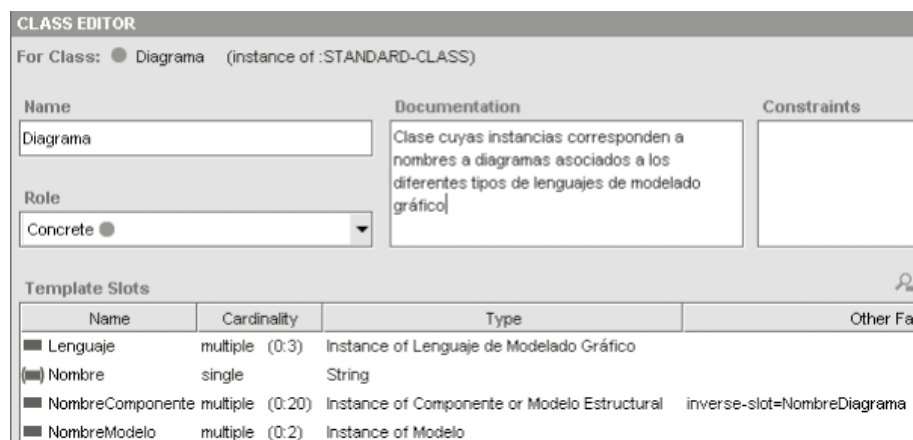 CLASS EDITOR
For Class: Diagrama (instance of :STANDARD-CLASS)
Name
Documentation
Constraints
Diagrama
Clase cuyas instancias corresponden a
nombres a diagramas asociados a los
diferentes tipos de lenguajes de modelado
gráfico
Role
Concrete
Template Slots
Name Cardinality Type Other Fa
Lenguaje multiple (0:3) Instance of Lenguaje de Modelado Gráfico
Nombre single String
NombreComponente multiple (0:20) Instance of Componente or Modelo Estructural inverse-slot=NombreDiagrama
NombreModelo multiple (0:2) Instance of Modelo